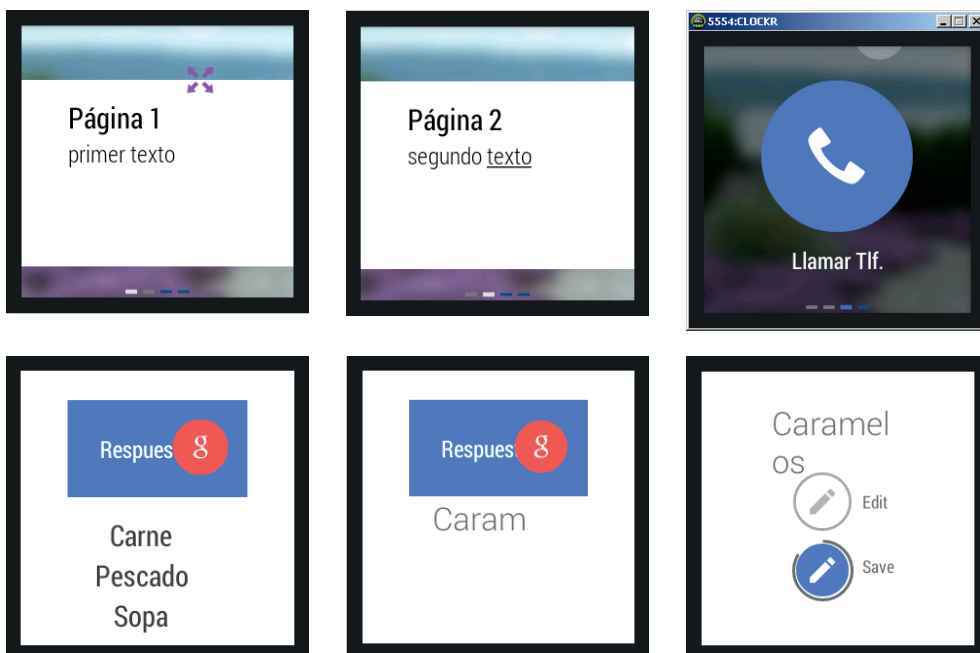 Página 1
primer texto
Página 2
segundo texto
5554:CLOCKR
Llamar Tlf.
Respues
g
Carne
Pescado
Sopa
Respues
g
Caram
Caramel
os
Edit
Save